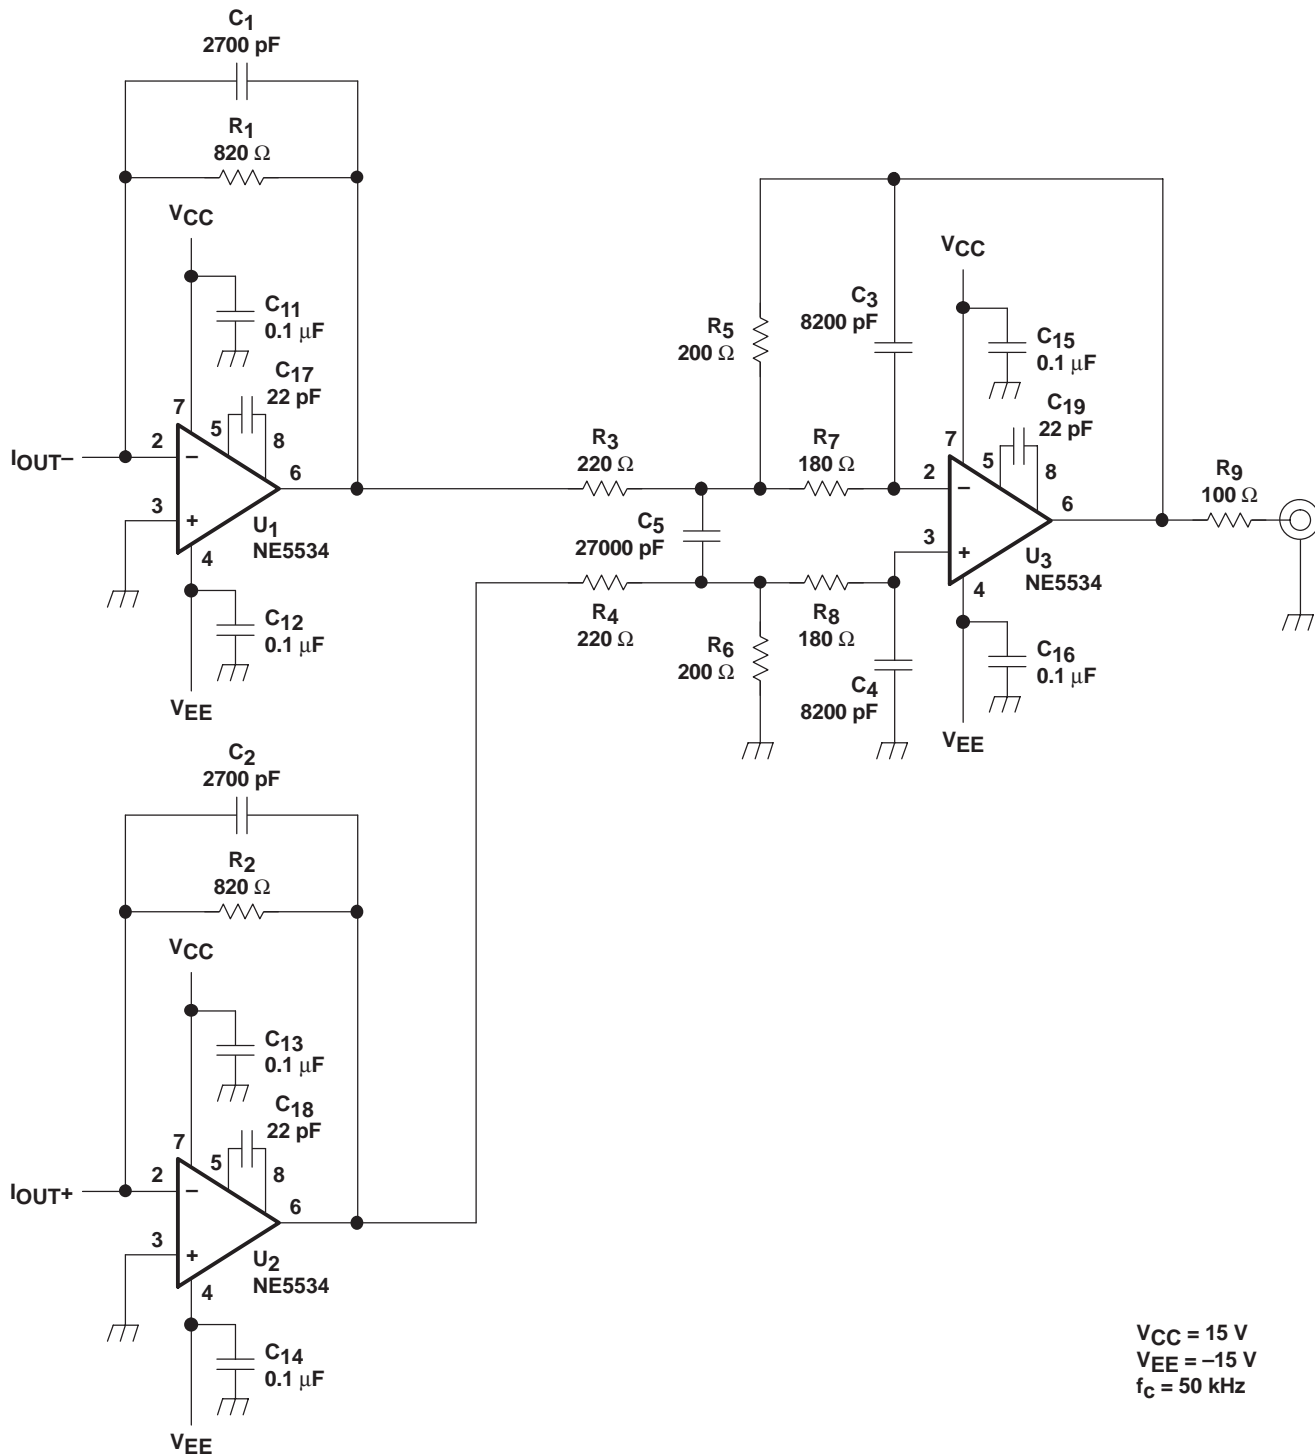 C1
2700 pF
R1
820 Ω
VCC
C11
0.1 μF
C17
22 pF
7
5
8
2
IOUT–
–
6
3
+
U1
NE5534
4
C12
0.1 μF
VEE
R3
220 Ω
C5
27000 pF
R4
220 Ω
R5
200 Ω
C3
8200 pF
R7
180 Ω
R8
180 Ω
R6
200 Ω
C4
8200 pF
VCC
C15
0.1 μF
C19
22 pF
7
5
8
2
–
6
3
+
U3
NE5534
4
R9
100 Ω
C16
0.1 μF
VEE
C2
2700 pF
R2
820 Ω
VCC
C13
0.1 μF
C18
22 pF
7
5
8
2
IOUT+
–
6
3
+
U2
NE5534
4
C14
0.1 μF
VEE
VCC = 15 V
VEE = –15 V
fc = 50 kHz